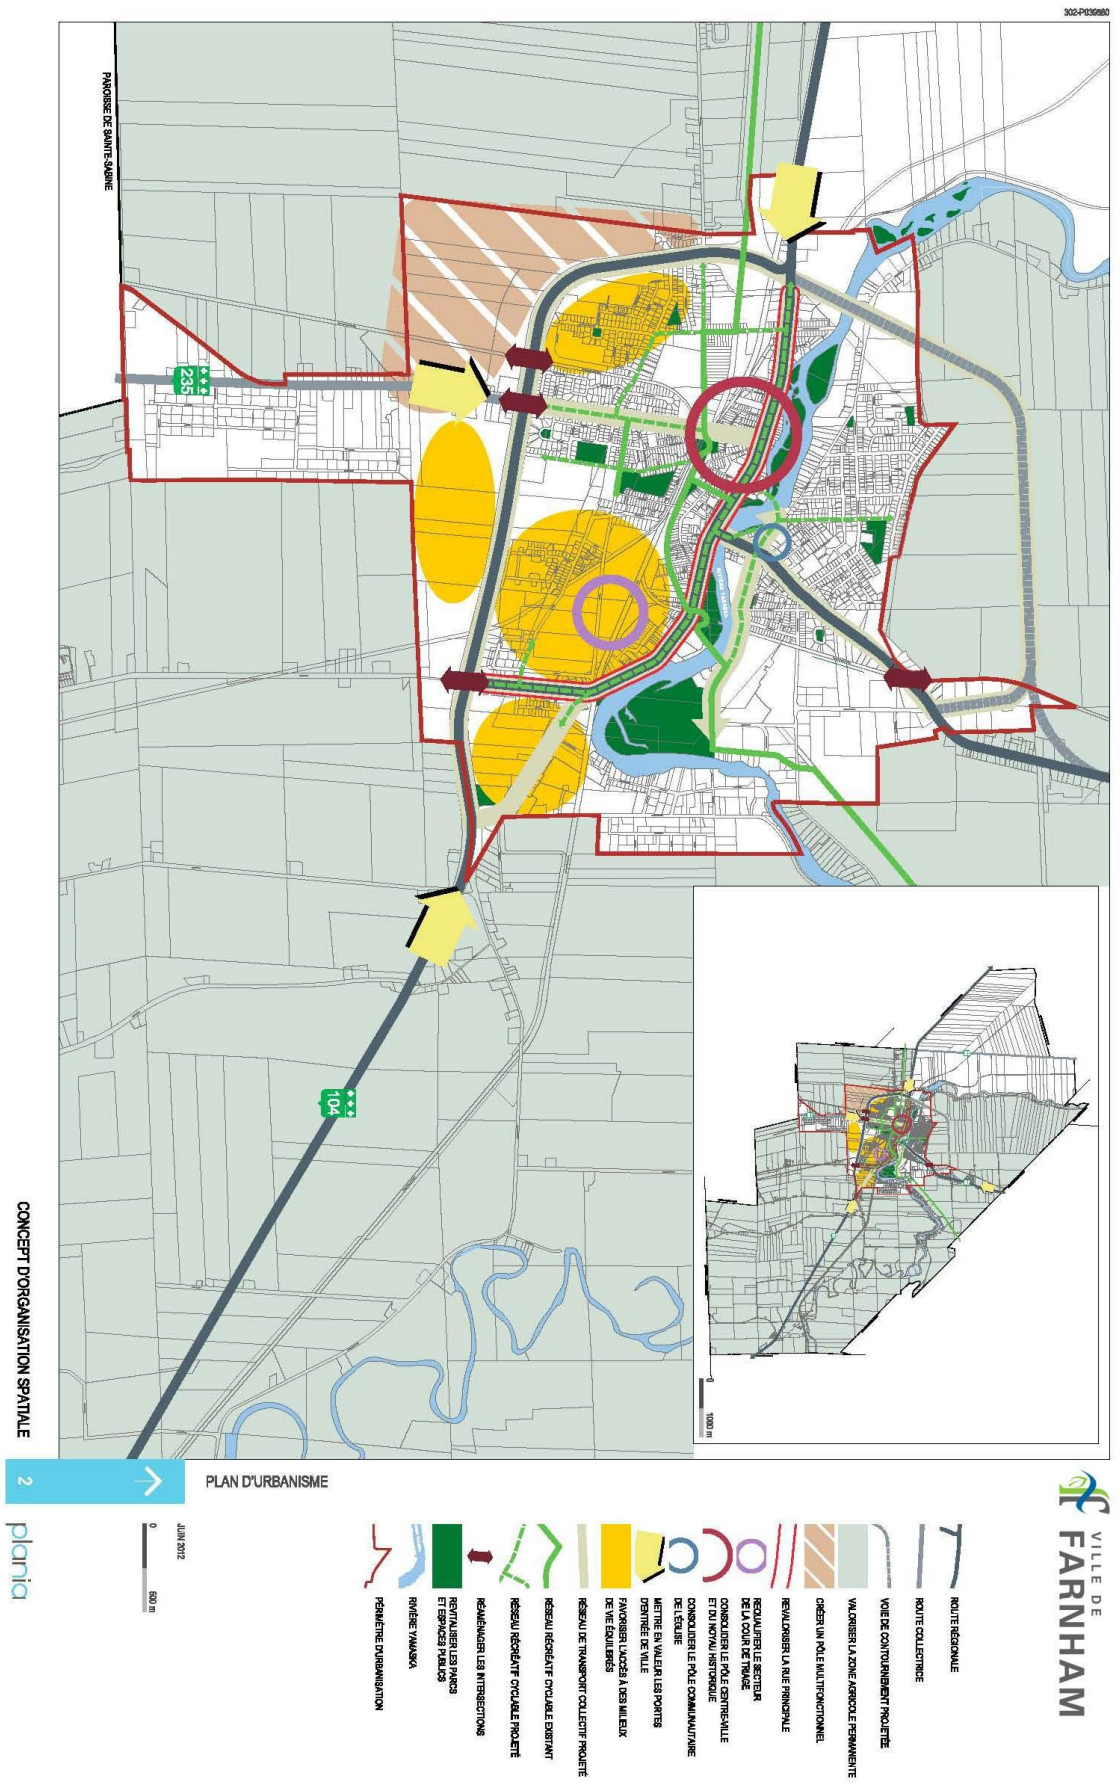 302-P039560
PAROISSE DE SAINTE-SABINE
235
104
RIVIÈRE YAMASKA
0 1000 m
CONCEPT D'ORGANISATION SPATIALE
VILLE DE
FARNHAM
ROUTE RÉGIONALE
ROUTE COLLECTRICE
VOIE DE CONTOURNEMENT PROJETÉE
VALORISER LA ZONE AGRICOLE PERMANENTE
CRÉER UN PÔLE MULTIFONCTIONNEL
REVALORISER LA RUE PRINCIPALE
REQUALIFIER LE SECTEUR
DE LA COUR DE TRIAGE
CONSOLIDER LE PÔLE CENTRE-VILLE
ET DU NOYAU HISTORIQUE
CONSOLIDER LE PÔLE COMMUNAUTAIRE
DE L'ÉGLISE
METTRE EN VALEUR LES PORTES
D'ENTRÉE DE VILLE
FAVORISER L'ACCÈS À DES MILIEUX
DE VIE ÉQUILIBRÉS
RÉSEAU DE TRANSPORT COLLECTIF PROJETÉ
RÉSEAU RÉCRÉATIF CYCLABLE EXISTANT
RÉSEAU RÉCRÉATIF CYCLABLE PROJETÉ
RÉAMÉNAGER LES INTERSECTIONS
REVITALISER LES PARCS
ET ESPACES PUBLICS
RIVIÈRE YAMASKA
PÉRIMÈTRE D'URBANISATION
PLAN D'URBANISME
JUIN 2012
0 500 m
2
plania